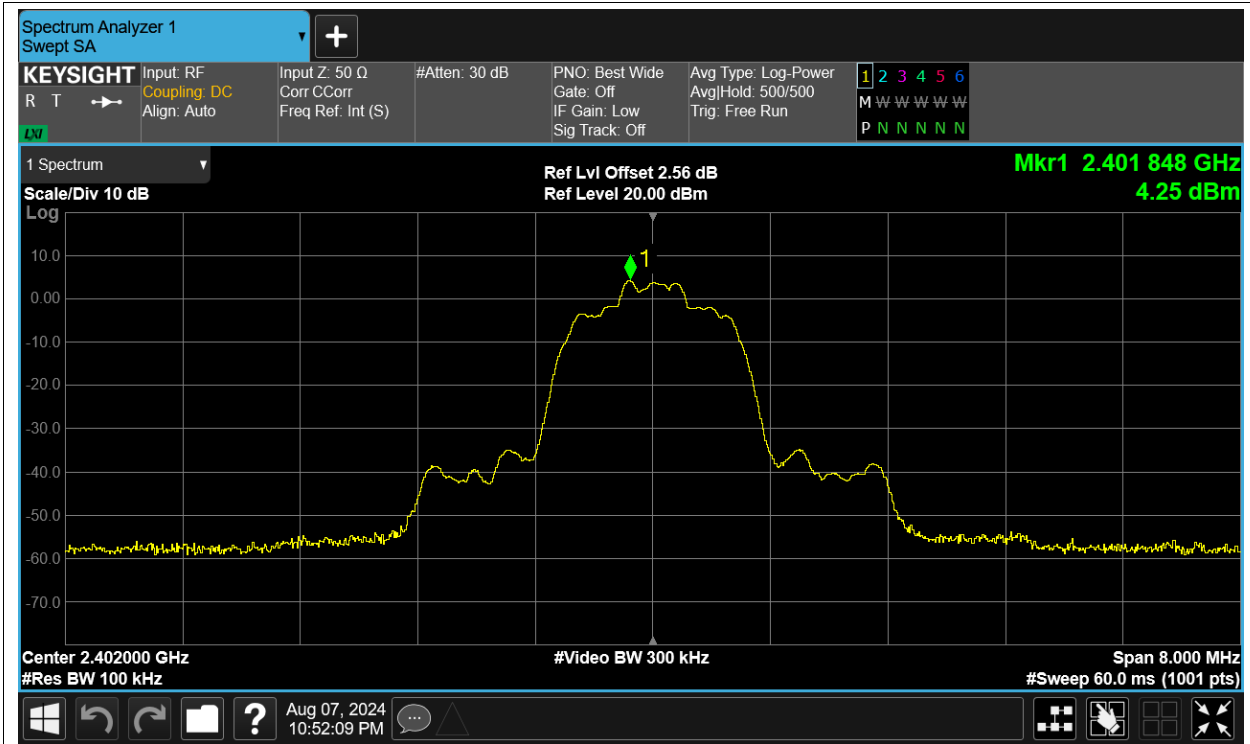 Spectrum Analyzer 1
Swept SA
KEYSIGHT
R T
LXI
Input: RF
Coupling: DC
Align: Auto
Input Z: 50 Ω
Corr CCorr
Freq Ref: Int (S)
#Atten: 30 dB
PNO: Best Wide
Gate: Off
IF Gain: Low
Sig Track: Off
Avg Type: Log-Power
Avg|Hold: 500/500
Trig: Free Run
1 2 3 4 5 6
M W W W W W
P N N N N N
1 Spectrum
Scale/Div 10 dB
Log
Ref Lvl Offset 2.56 dB
Ref Level 20.00 dBm
Mkr1 2.401 848 GHz
4.25 dBm
1
10.0
0.00
-10.0
-20.0
-30.0
-40.0
-50.0
-60.0
-70.0
Center 2.402000 GHz
#Video BW 300 kHz
Span 8.000 MHz
#Res BW 100 kHz
#Sweep 60.0 ms (1001 pts)
?
Aug 07, 2024
10:52:09 PM